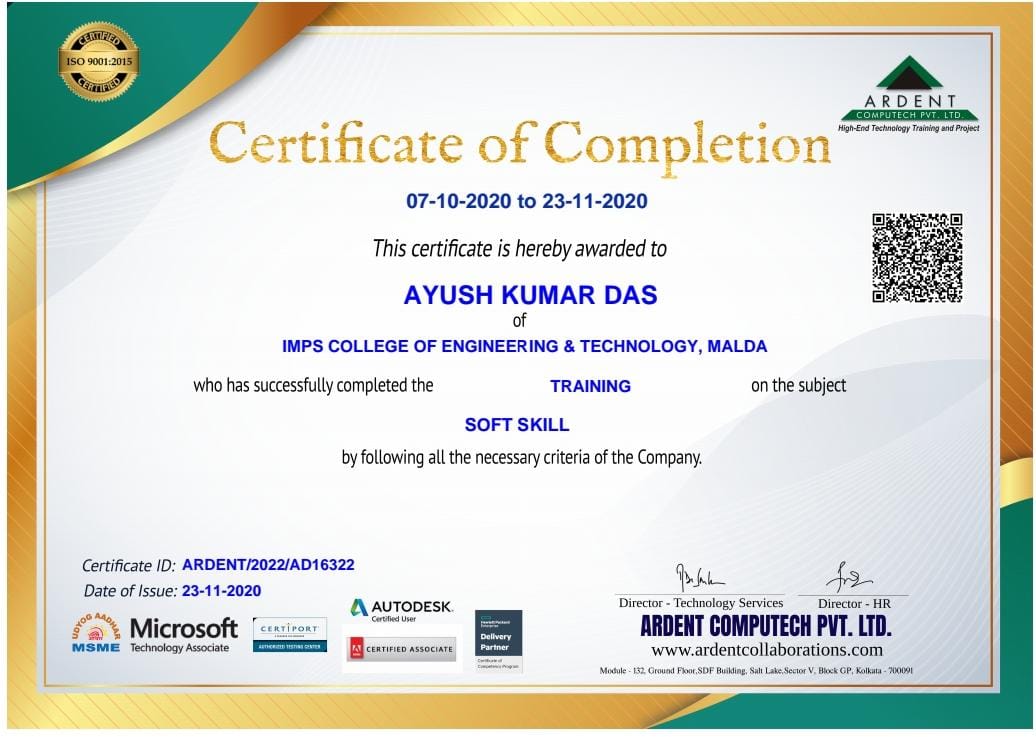 CERTIFIED
ISO 9001:2015
CERTIFIED
ARDENT
COMPUTECH PVT. LTD.
High-End Technology Training and Project
Certificate of Completion
07-10-2020 to 23-11-2020
This certificate is hereby awarded to
AYUSH KUMAR DAS
of
IMPS COLLEGE OF ENGINEERING & TECHNOLOGY, MALDA
who has successfully completed the TRAINING on the subject
SOFT SKILL
by following all the necessary criteria of the Company.
Certificate ID: ARDENT/2022/AD16322
Date of Issue: 23-11-2020
UDYOG AADHAR
MSME
Microsoft
Technology Associate
CERTIPORT
AUTHORIZED TESTING CENTER
AUTODESK
Certified User
CERTIFIED ASSOCIATE
Hewlett Packard
Enterprise
Delivery
Partner
Certificate of
Competency Program
Director - Technology Services
Director - HR
ARDENT COMPUTECH PVT. LTD.
www.ardentcollaborations.com
Module - 132, Ground Floor,SDF Building, Salt Lake,Sector V, Block GP, Kolkata - 700091